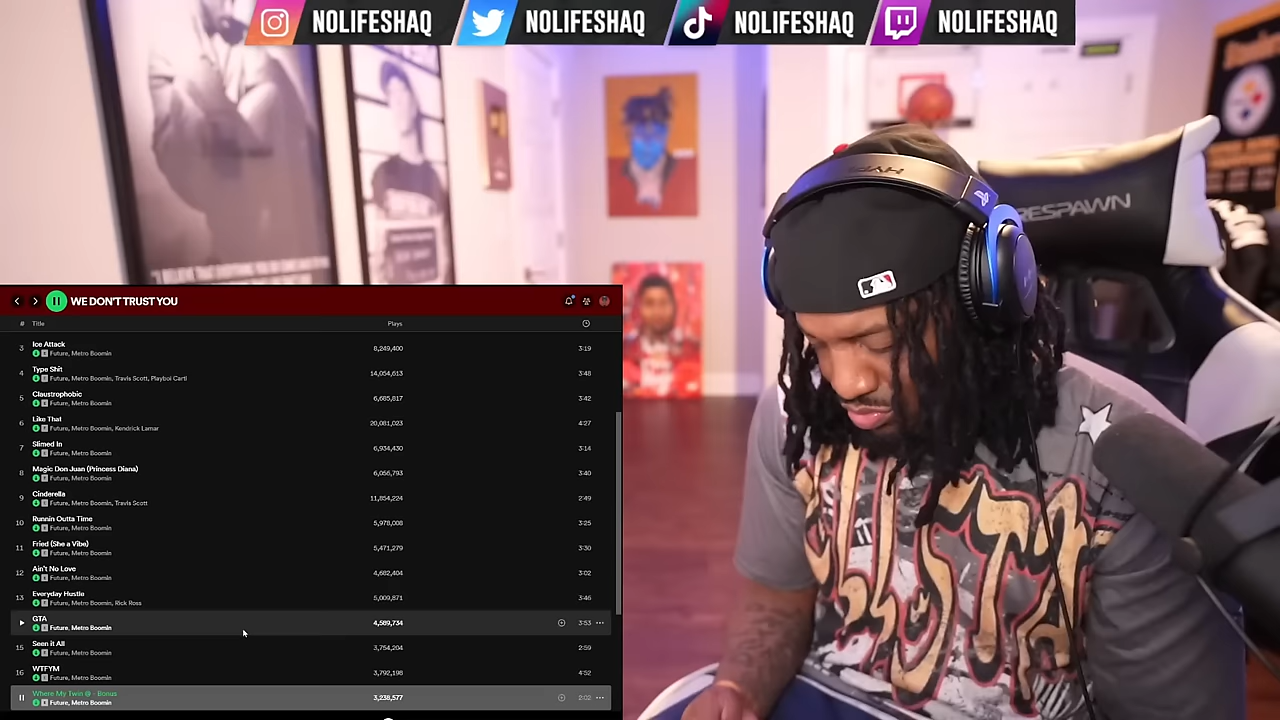 NOLIFESHAQ NOLIFESHAQ NOLIFESHAQ NOLIFESHAQ
Steelers
RESPAWN
WE DON'T TRUST YOU
# Title Plays
3 Ice Attack 8,249,400 3:19
E Future, Metro Boomin
4 Type Shit 14,054,613 3:48
E Future, Metro Boomin, Travis Scott, Playboi Carti
5 Claustrophobic 6,685,817 3:42
E Future, Metro Boomin
6 Like That 20,081,023 4:27
E Future, Metro Boomin, Kendrick Lamar
7 Slimed In 6,934,430 3:14
E Future, Metro Boomin
8 Magic Don Juan (Princess Diana) 6,056,793 3:40
E Future, Metro Boomin
9 Cinderella 11,854,224 2:49
E Future, Metro Boomin, Travis Scott
10 Runnin Outta Time 5,978,008 3:25
E Future, Metro Boomin
11 Fried (She a Vibe) 5,471,279 3:30
E Future, Metro Boomin
12 Ain't No Love 4,682,404 3:02
E Future, Metro Boomin
13 Everyday Hustle 5,009,871 3:46
E Future, Metro Boomin, Rick Ross
GTA 4,589,734 3:53
E Future, Metro Boomin
15 Seen it All 3,754,204 2:59
E Future, Metro Boomin
16 WTFYM 3,792,198 4:52
E Future, Metro Boomin
Where My Twin @ - Bonus 3,238,577 2:02
E Future, Metro Boomin